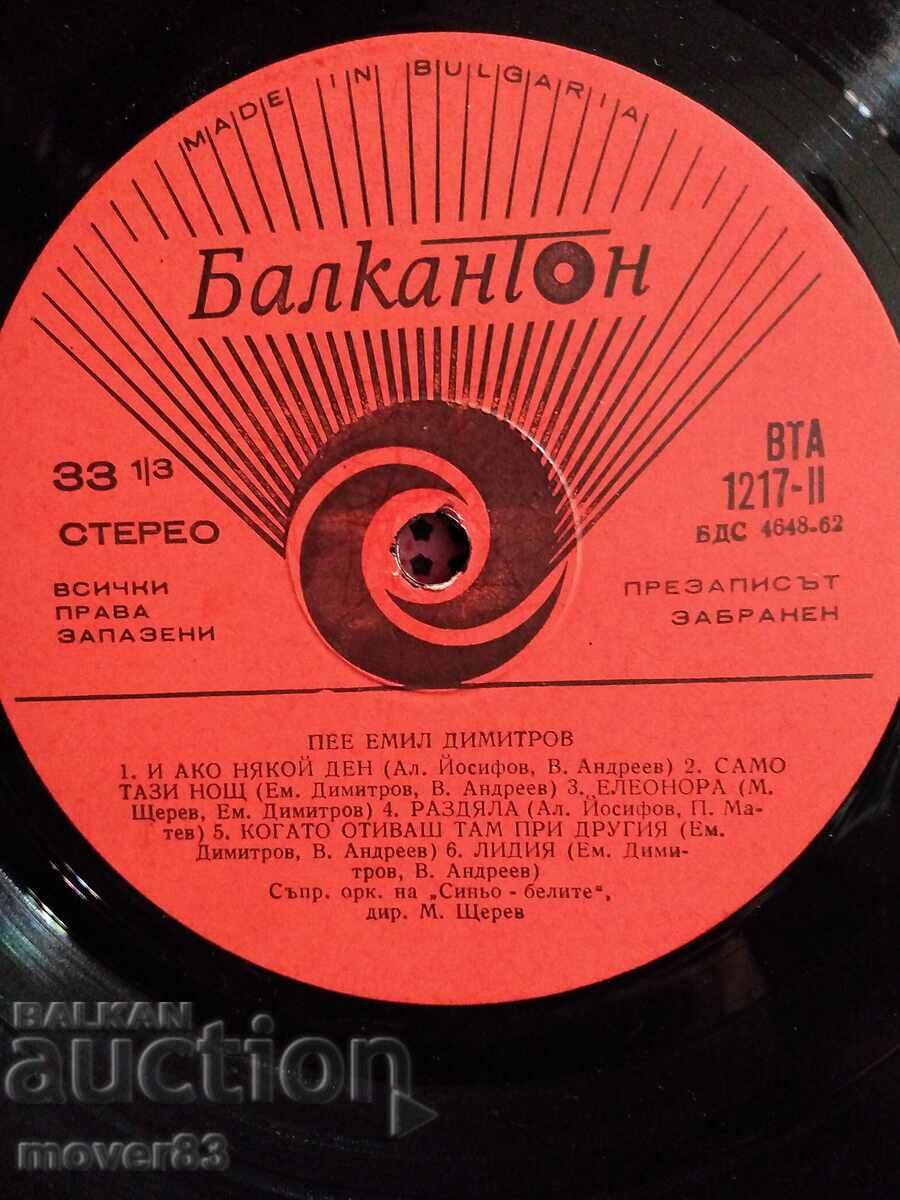 MADE IN BULGARIA
Балкантон
33 1/3
СТЕРЕО
ВСИЧКИ
ПРАВА
ЗАПАЗЕНИ
ВТА
1217-II
БДС 4648-62
ПРЕЗАПИСЪТ
ЗАБРАНЕН
ПЕЕ ЕМИЛ ДИМИТРОВ
1. И АКО НЯКОЙ ДЕН (Ал. Йосифов, В. Андреев) 2. САМО
ТАЗИ НОЩ (Ем. Димитров, В. Андреев) 3. ЕЛЕОНОРА (М.
Щерев, Ем. Димитров) 4. РАЗДЯЛА (Ал. Йосифов, П. Ма-
тев) 5. КОГАТО ОТИВАШ ТАМ ПРИ ДРУГИЯ (Ем.
Димитров, В. Андреев) 6. ЛИДИЯ (Ем. Дими-
тров, В. Андреев)
Съпр. орк. на „Синьо - белите“,
дир. М. Щерев
BALKAN
auction
mover83